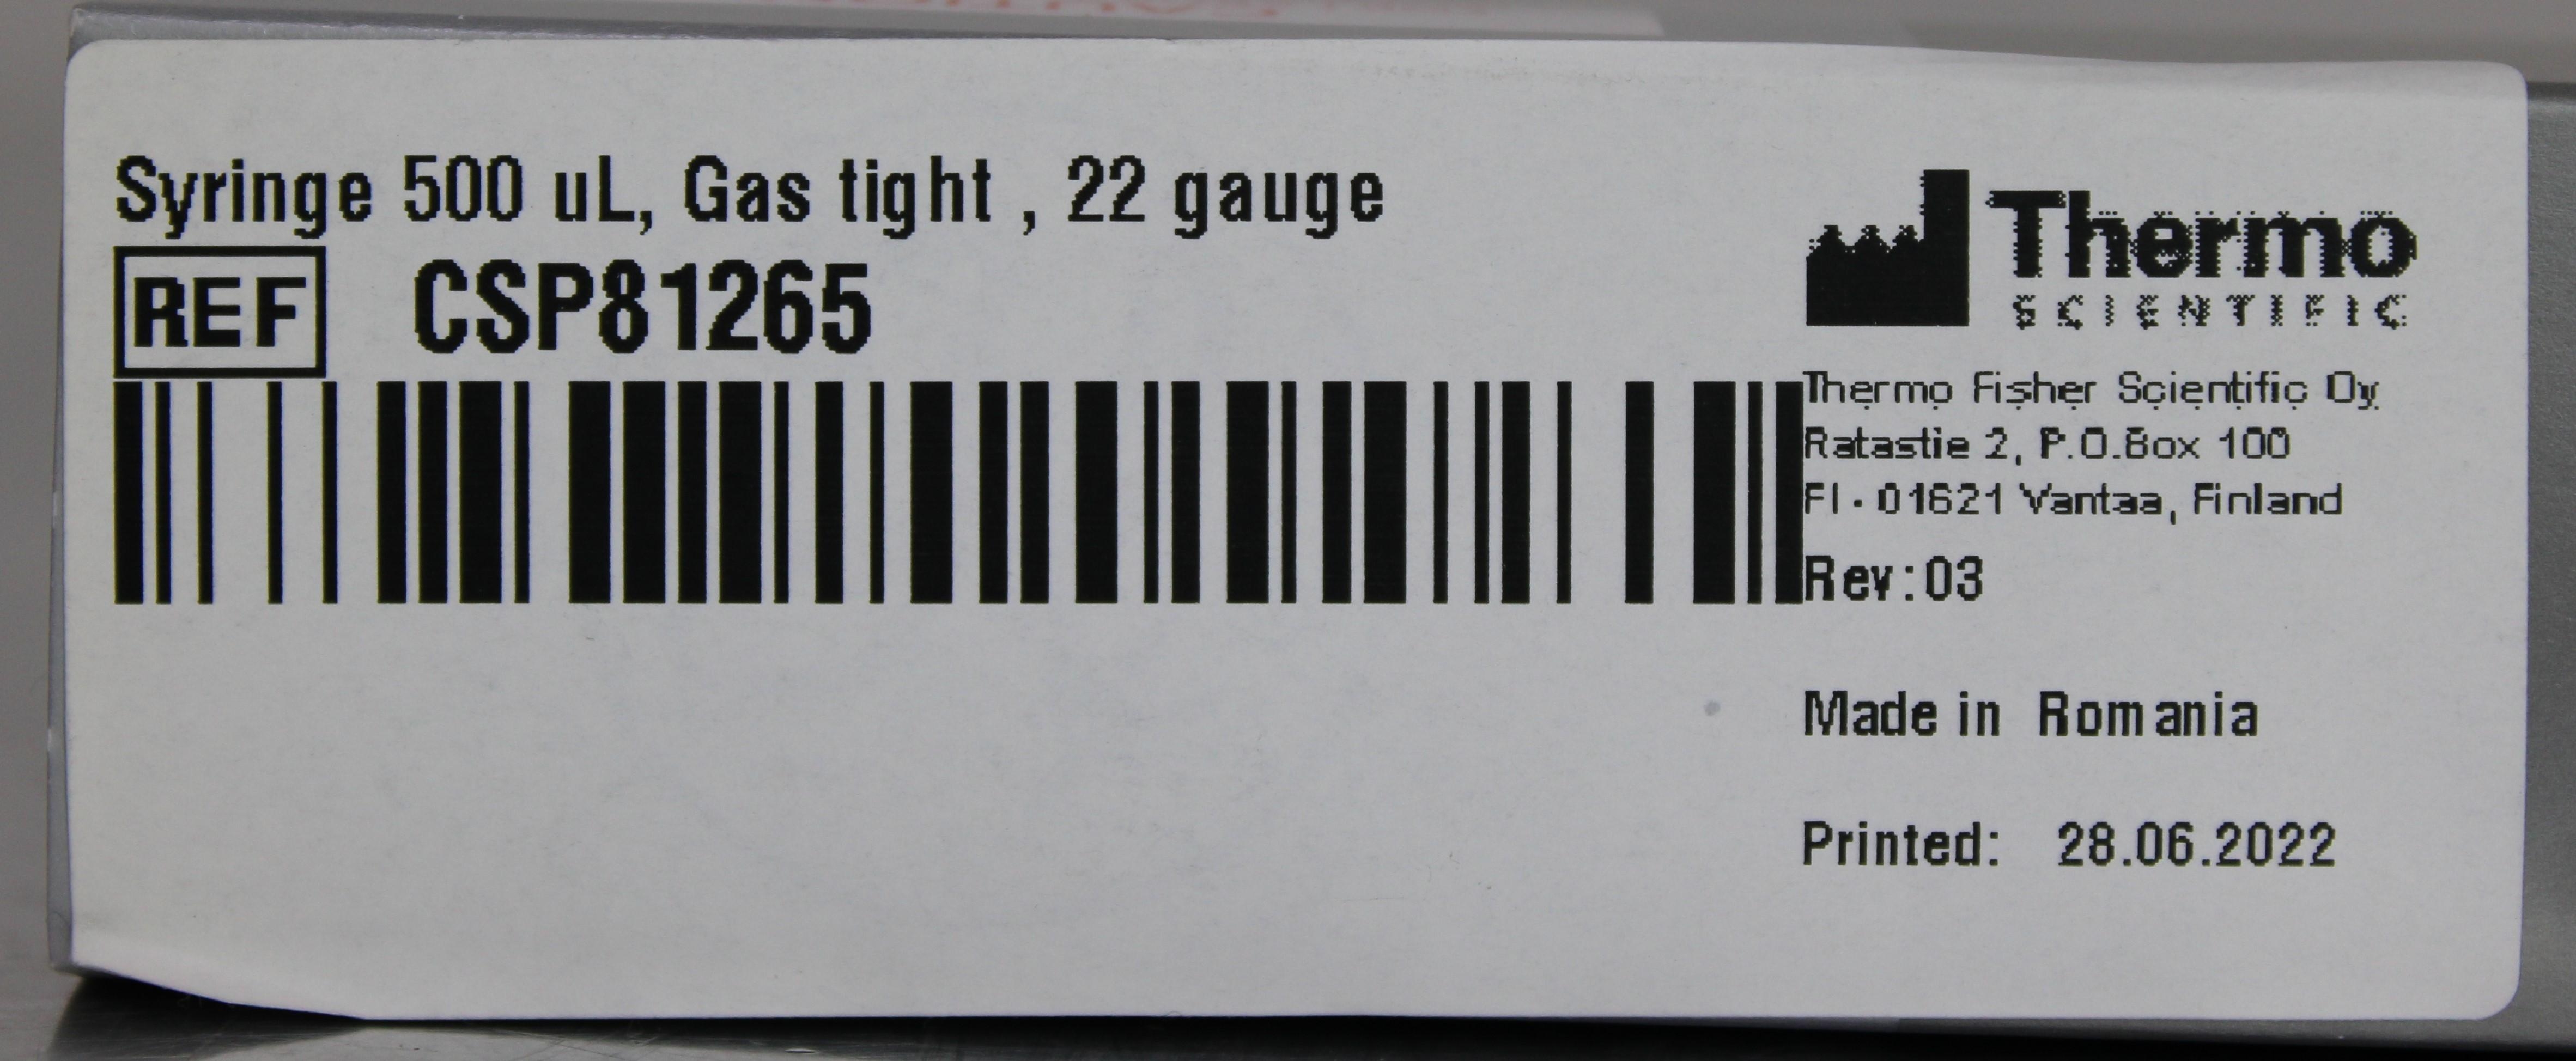 Syringe 500 uL, Gas tight , 22 gauge
REF CSP81265
Thermo
SCIENTIFIC
Thermo Fisher Scientific Oy
Ratastie 2, P.O.Box 100
FI - 01621 Vantaa, Finland
Rev:03
Made in Romania
Printed: 28.06.2022